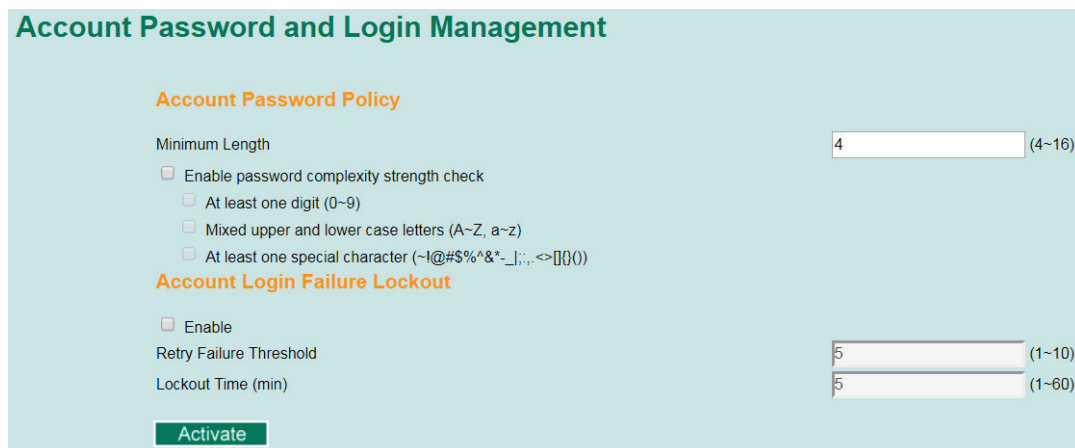 Account Password and Login Management
Account Password Policy
Minimum Length 4 (4~16)
Enable password complexity strength check
At least one digit (0~9)
Mixed upper and lower case letters (A~Z, a~z)
At least one special character (~!@#$%^&*-_|;:,.<>[]{}())
Account Login Failure Lockout
Enable
Retry Failure Threshold 5 (1~10)
Lockout Time (min) 5 (1~60)
Activate